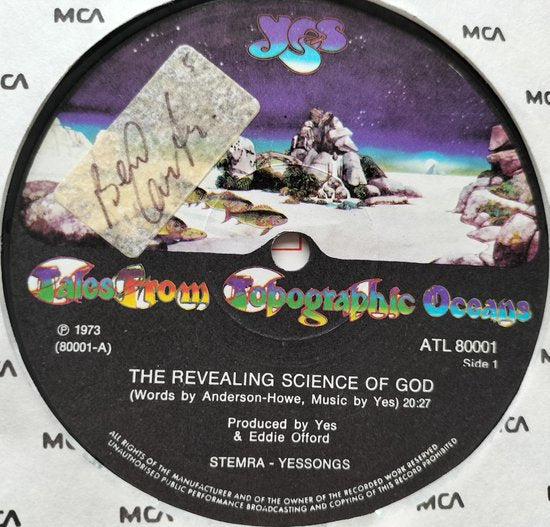 MCA
MCA
MCA
MCA
yes
Ben
Tales From Topographic Oceans
℗ 1973
(80001-A)
ATL 80001
Side 1
THE REVEALING SCIENCE OF GOD
(Words by Anderson-Howe, Music by Yes) 20:27
Produced by Yes
& Eddie Offord
STEMRA - YESSONGS
ALL RIGHTS OF THE MANUFACTURER AND OF THE OWNER OF THE RECORDED WORK RESERVED
UNAUTHORISED PUBLIC PERFORMANCE BROADCASTING AND COPYING OF THIS RECORD PROHIBITED
MCA
MCA